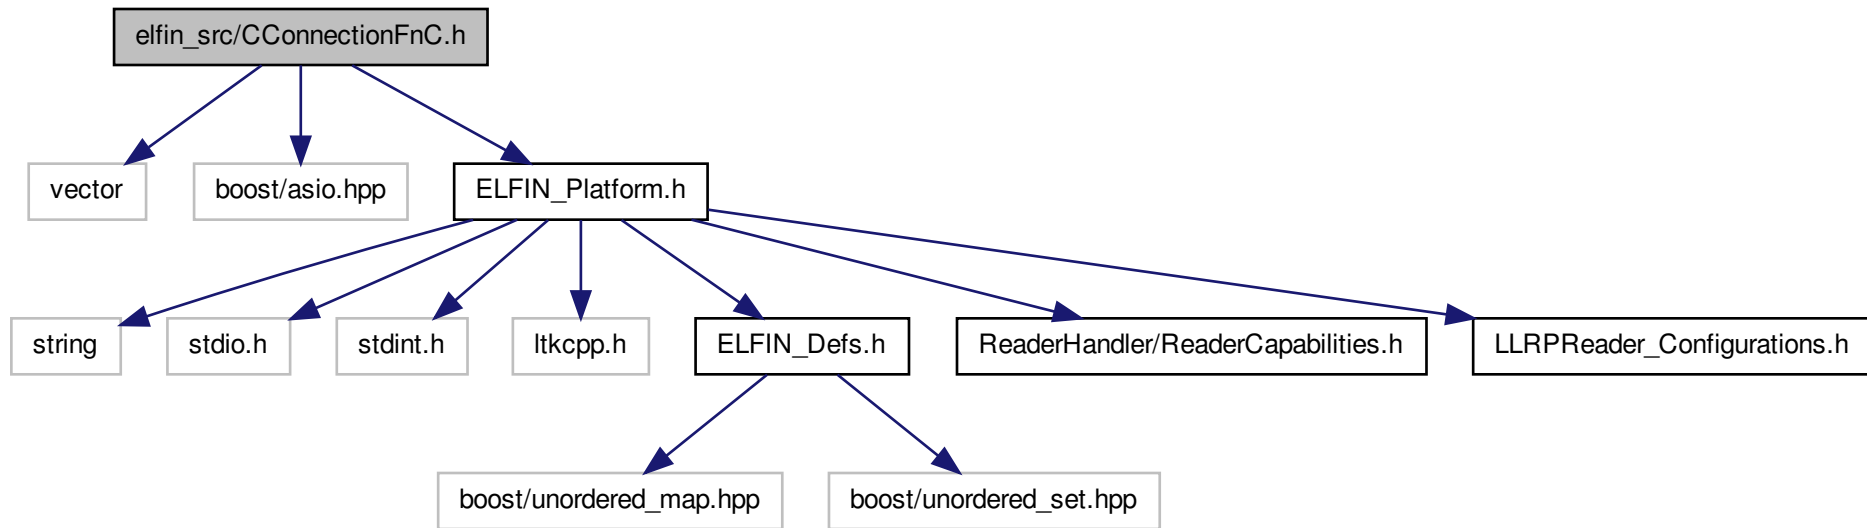 elfin_src/CConnectionFnC.h
vector
boost/asio.hpp
ELFIN_Platform.h
string
stdio.h
stdint.h
ltkcpp.h
ELFIN_Defs.h
ReaderHandler/ReaderCapabilities.h
LLRPReader_Configurations.h
boost/unordered_map.hpp
boost/unordered_set.hpp